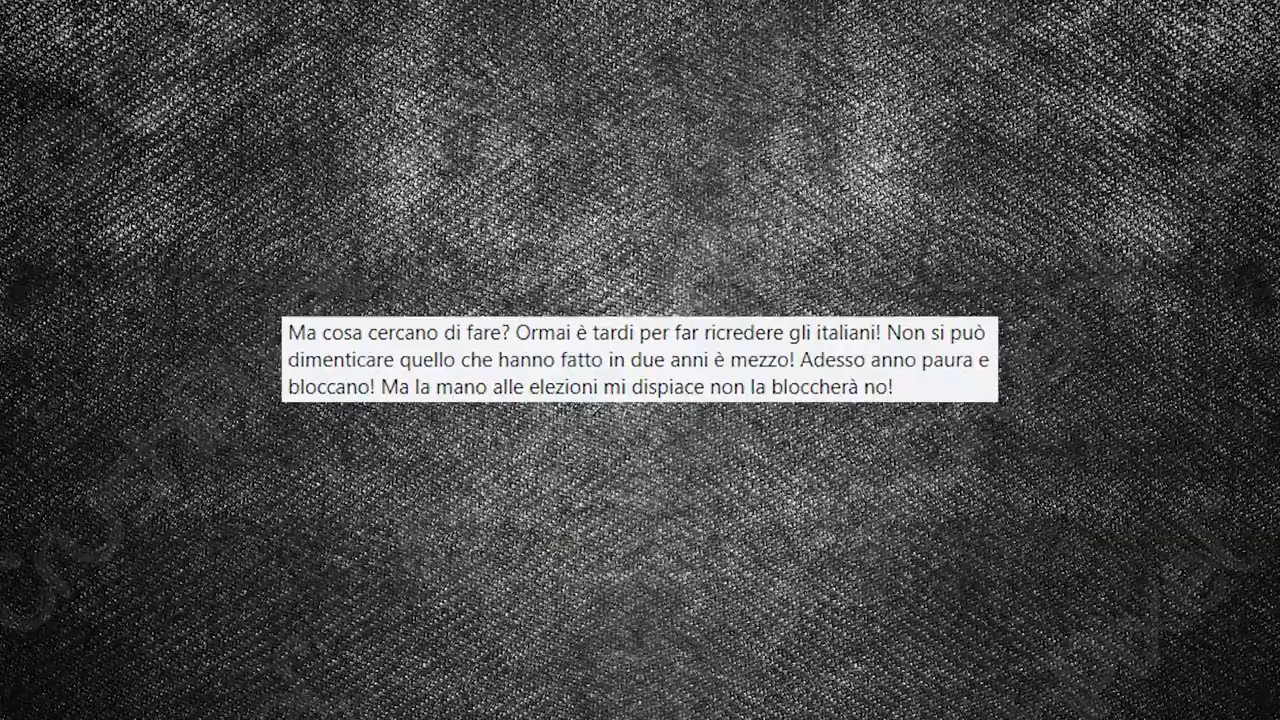 Ma cosa cercano di fare? Ormai è tardi per far ricredere gli italiani! Non si può
dimenticare quello che hanno fatto in due anni è mezzo! Adesso anno paura e
bloccano! Ma la mano alle elezioni mi dispiace non la bloccherà no!